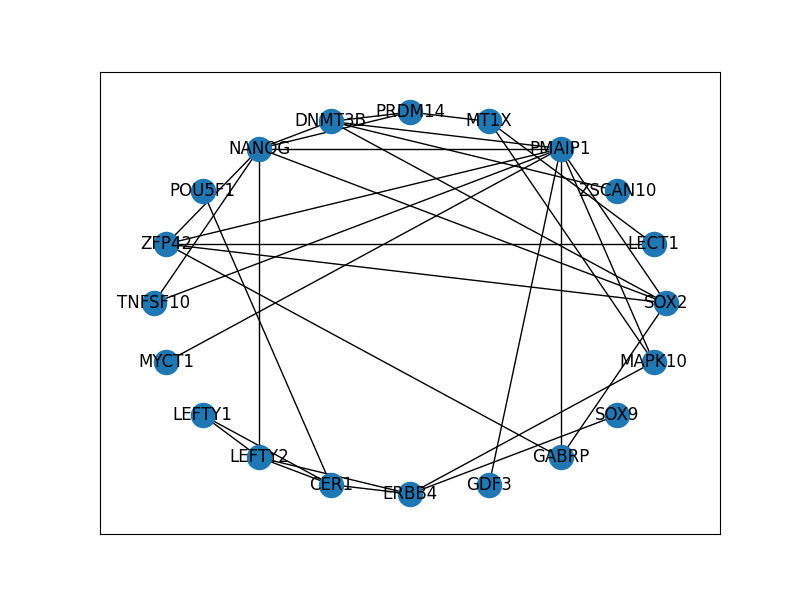 PRDM14
DNMT3B
MT1X
NANOG
PMAIP1
POU5F1
ZSCAN10
ZFP42
LECT1
TNFSF10
SOX2
MYCT1
MAPK10
LEFTY1
SOX9
LEFTY2
GABRP
CER1
GDF3
ERBB4